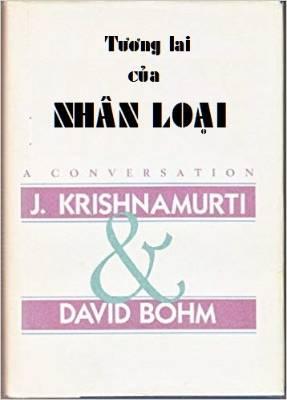 Tương lai
của
NHÂN LOẠI
A CONVERSATION
J. KRISHNAMURTI
&
DAVID BOHM